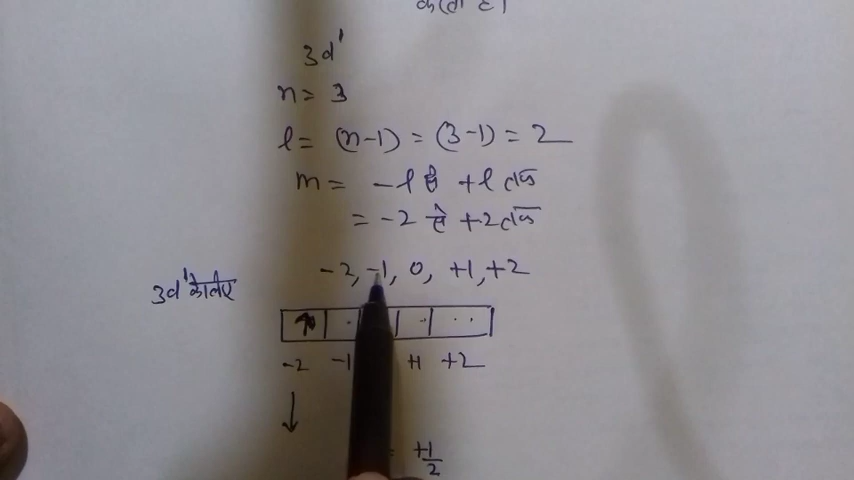 करता है।
3d¹
n = 3
l = (n-1) = (3-1) = 2
m = -l से +l तक
= -2 से +2 तक
-2, -1, 0, +1, +2
3d¹ के लिए
-2 -1 +1 +2
= +1/2